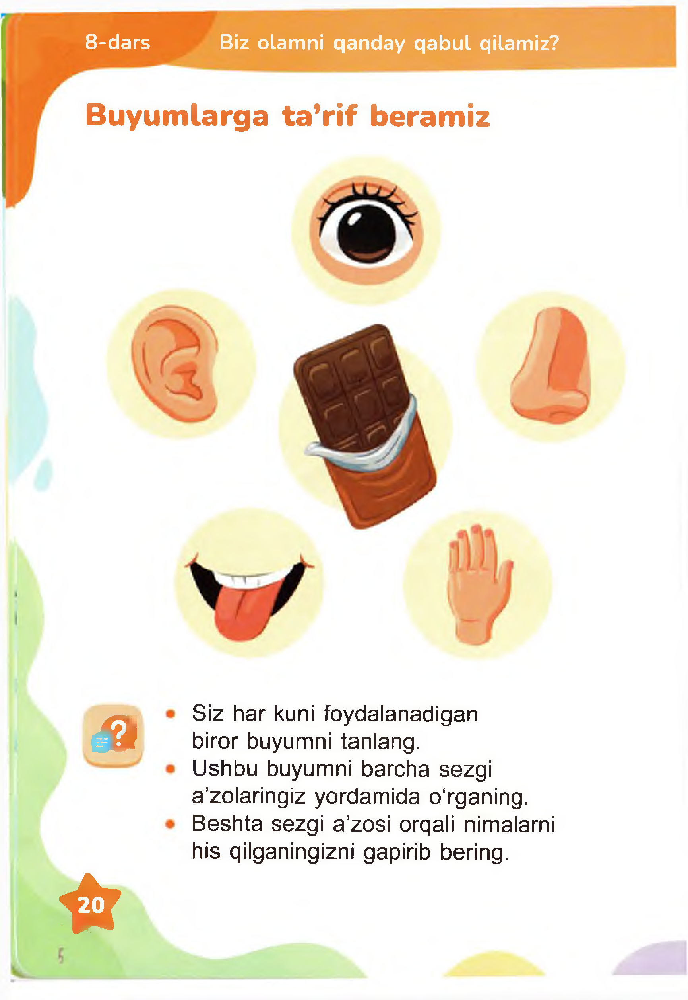 8-dars
Biz olamni qanday qabul qilamiz?
Buyumlarga ta’rif beramiz
?
• Siz har kuni foydalanadigan
biror buyumni tanlang.
• Ushbu buyumni barcha sezgi
a’zolaringiz yordamida o‘rganing.
• Beshta sezgi a’zosi orqali nimalarni
his qilganingizni gapirib bering.
20
5